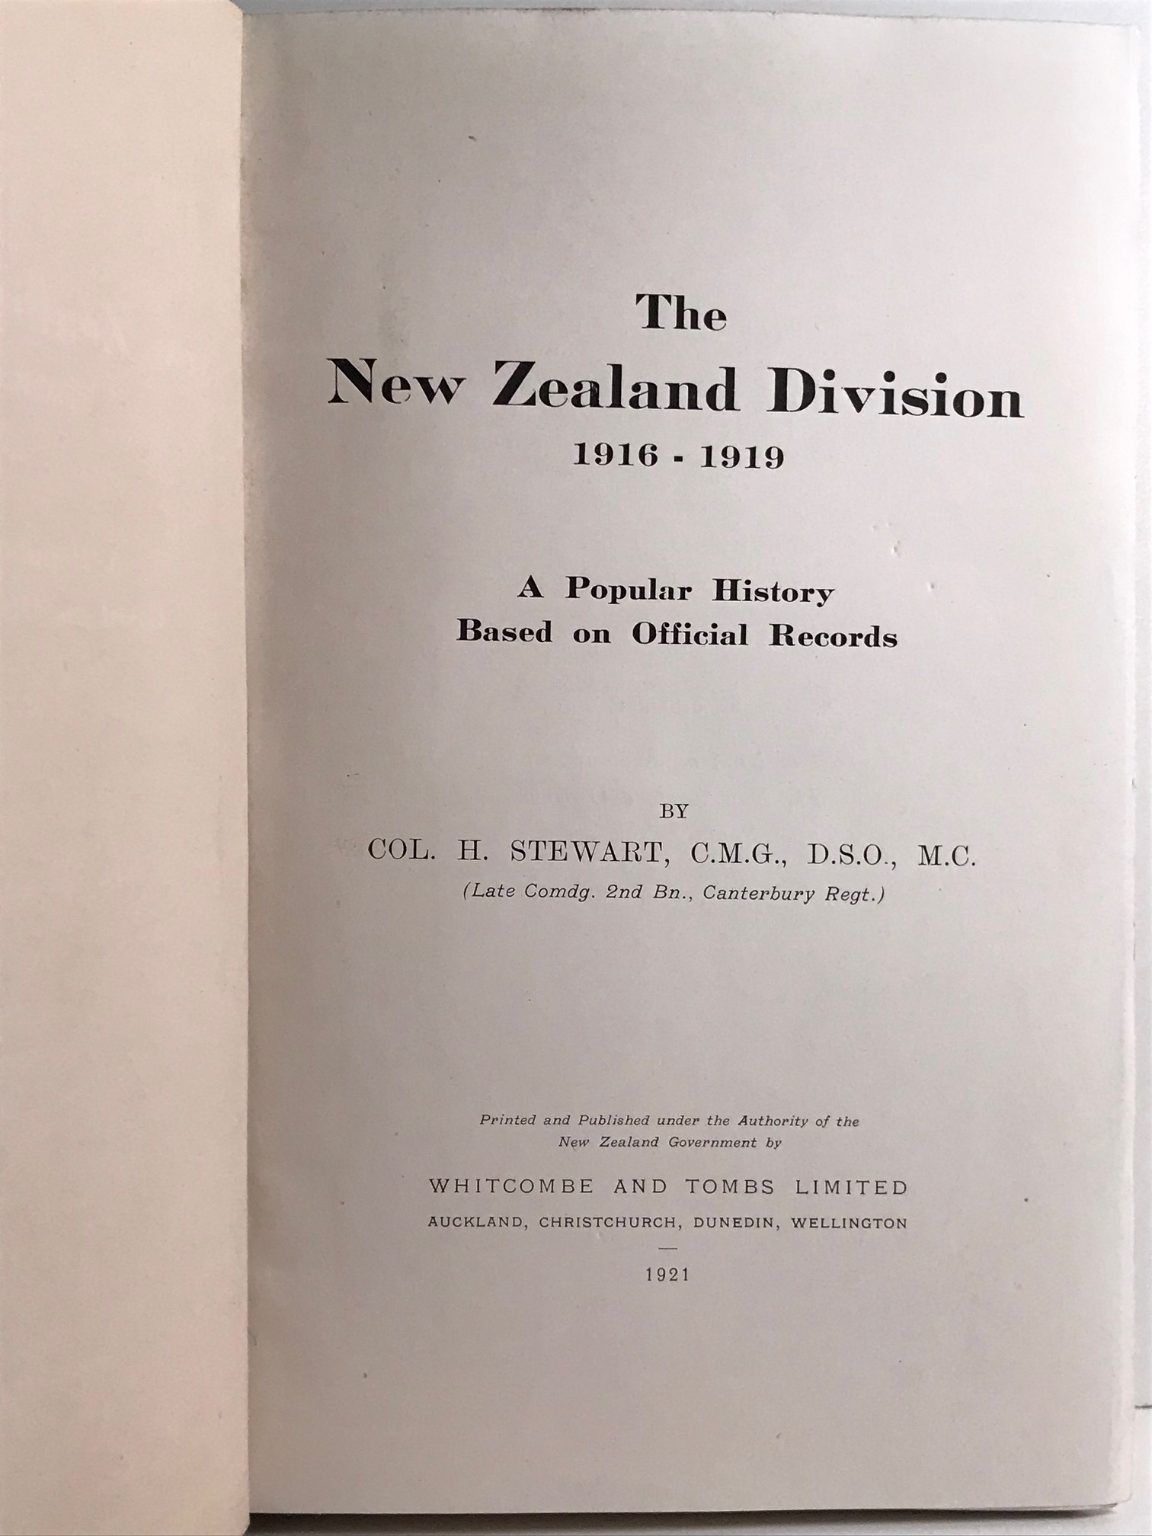 The
New Zealand Division
1916 - 1919
A Popular History
Based on Official Records
BY
COL. H. STEWART, C.M.G., D.S.O., M.C.
(Late Comdg. 2nd Bn., Canterbury Regt.)
Printed and Published under the Authority of the
New Zealand Government by
WHITCOMBE AND TOMBS LIMITED
AUCKLAND, CHRISTCHURCH, DUNEDIN, WELLINGTON
1921